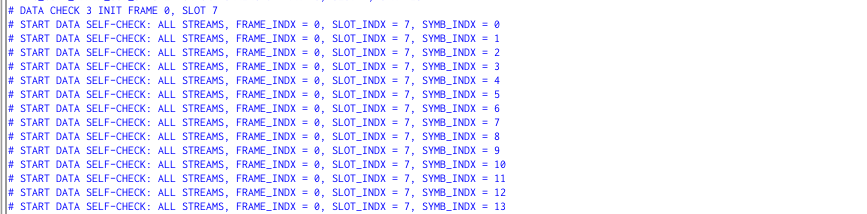 # DATA CHECK 3 INIT FRAME 0, SLOT 7
# START DATA SELF-CHECK: ALL STREAMS, FRAME_INDX = 0, SLOT_INDX = 7, SYMB_INDX = 0
# START DATA SELF-CHECK: ALL STREAMS, FRAME_INDX = 0, SLOT_INDX = 7, SYMB_INDX = 1
# START DATA SELF-CHECK: ALL STREAMS, FRAME_INDX = 0, SLOT_INDX = 7, SYMB_INDX = 2
# START DATA SELF-CHECK: ALL STREAMS, FRAME_INDX = 0, SLOT_INDX = 7, SYMB_INDX = 3
# START DATA SELF-CHECK: ALL STREAMS, FRAME_INDX = 0, SLOT_INDX = 7, SYMB_INDX = 4
# START DATA SELF-CHECK: ALL STREAMS, FRAME_INDX = 0, SLOT_INDX = 7, SYMB_INDX = 5
# START DATA SELF-CHECK: ALL STREAMS, FRAME_INDX = 0, SLOT_INDX = 7, SYMB_INDX = 6
# START DATA SELF-CHECK: ALL STREAMS, FRAME_INDX = 0, SLOT_INDX = 7, SYMB_INDX = 7
# START DATA SELF-CHECK: ALL STREAMS, FRAME_INDX = 0, SLOT_INDX = 7, SYMB_INDX = 8
# START DATA SELF-CHECK: ALL STREAMS, FRAME_INDX = 0, SLOT_INDX = 7, SYMB_INDX = 9
# START DATA SELF-CHECK: ALL STREAMS, FRAME_INDX = 0, SLOT_INDX = 7, SYMB_INDX = 10
# START DATA SELF-CHECK: ALL STREAMS, FRAME_INDX = 0, SLOT_INDX = 7, SYMB_INDX = 11
# START DATA SELF-CHECK: ALL STREAMS, FRAME_INDX = 0, SLOT_INDX = 7, SYMB_INDX = 12
# START DATA SELF-CHECK: ALL STREAMS, FRAME_INDX = 0, SLOT_INDX = 7, SYMB_INDX = 13